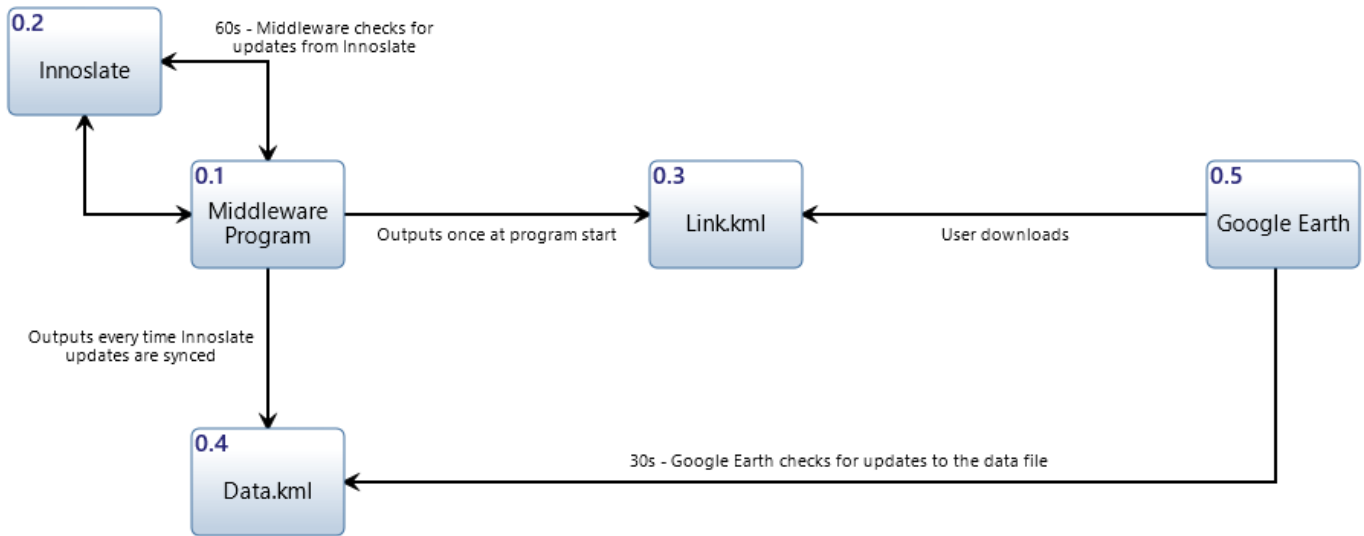 0.2
Innoslate
60s - Middleware checks for
updates from Innoslate
0.1
Middleware
Program
Outputs once at program start
0.3
Link.kml
User downloads
0.5
Google Earth
Outputs every time Innoslate
updates are synced
0.4
Data.kml
30s - Google Earth checks for updates to the data file